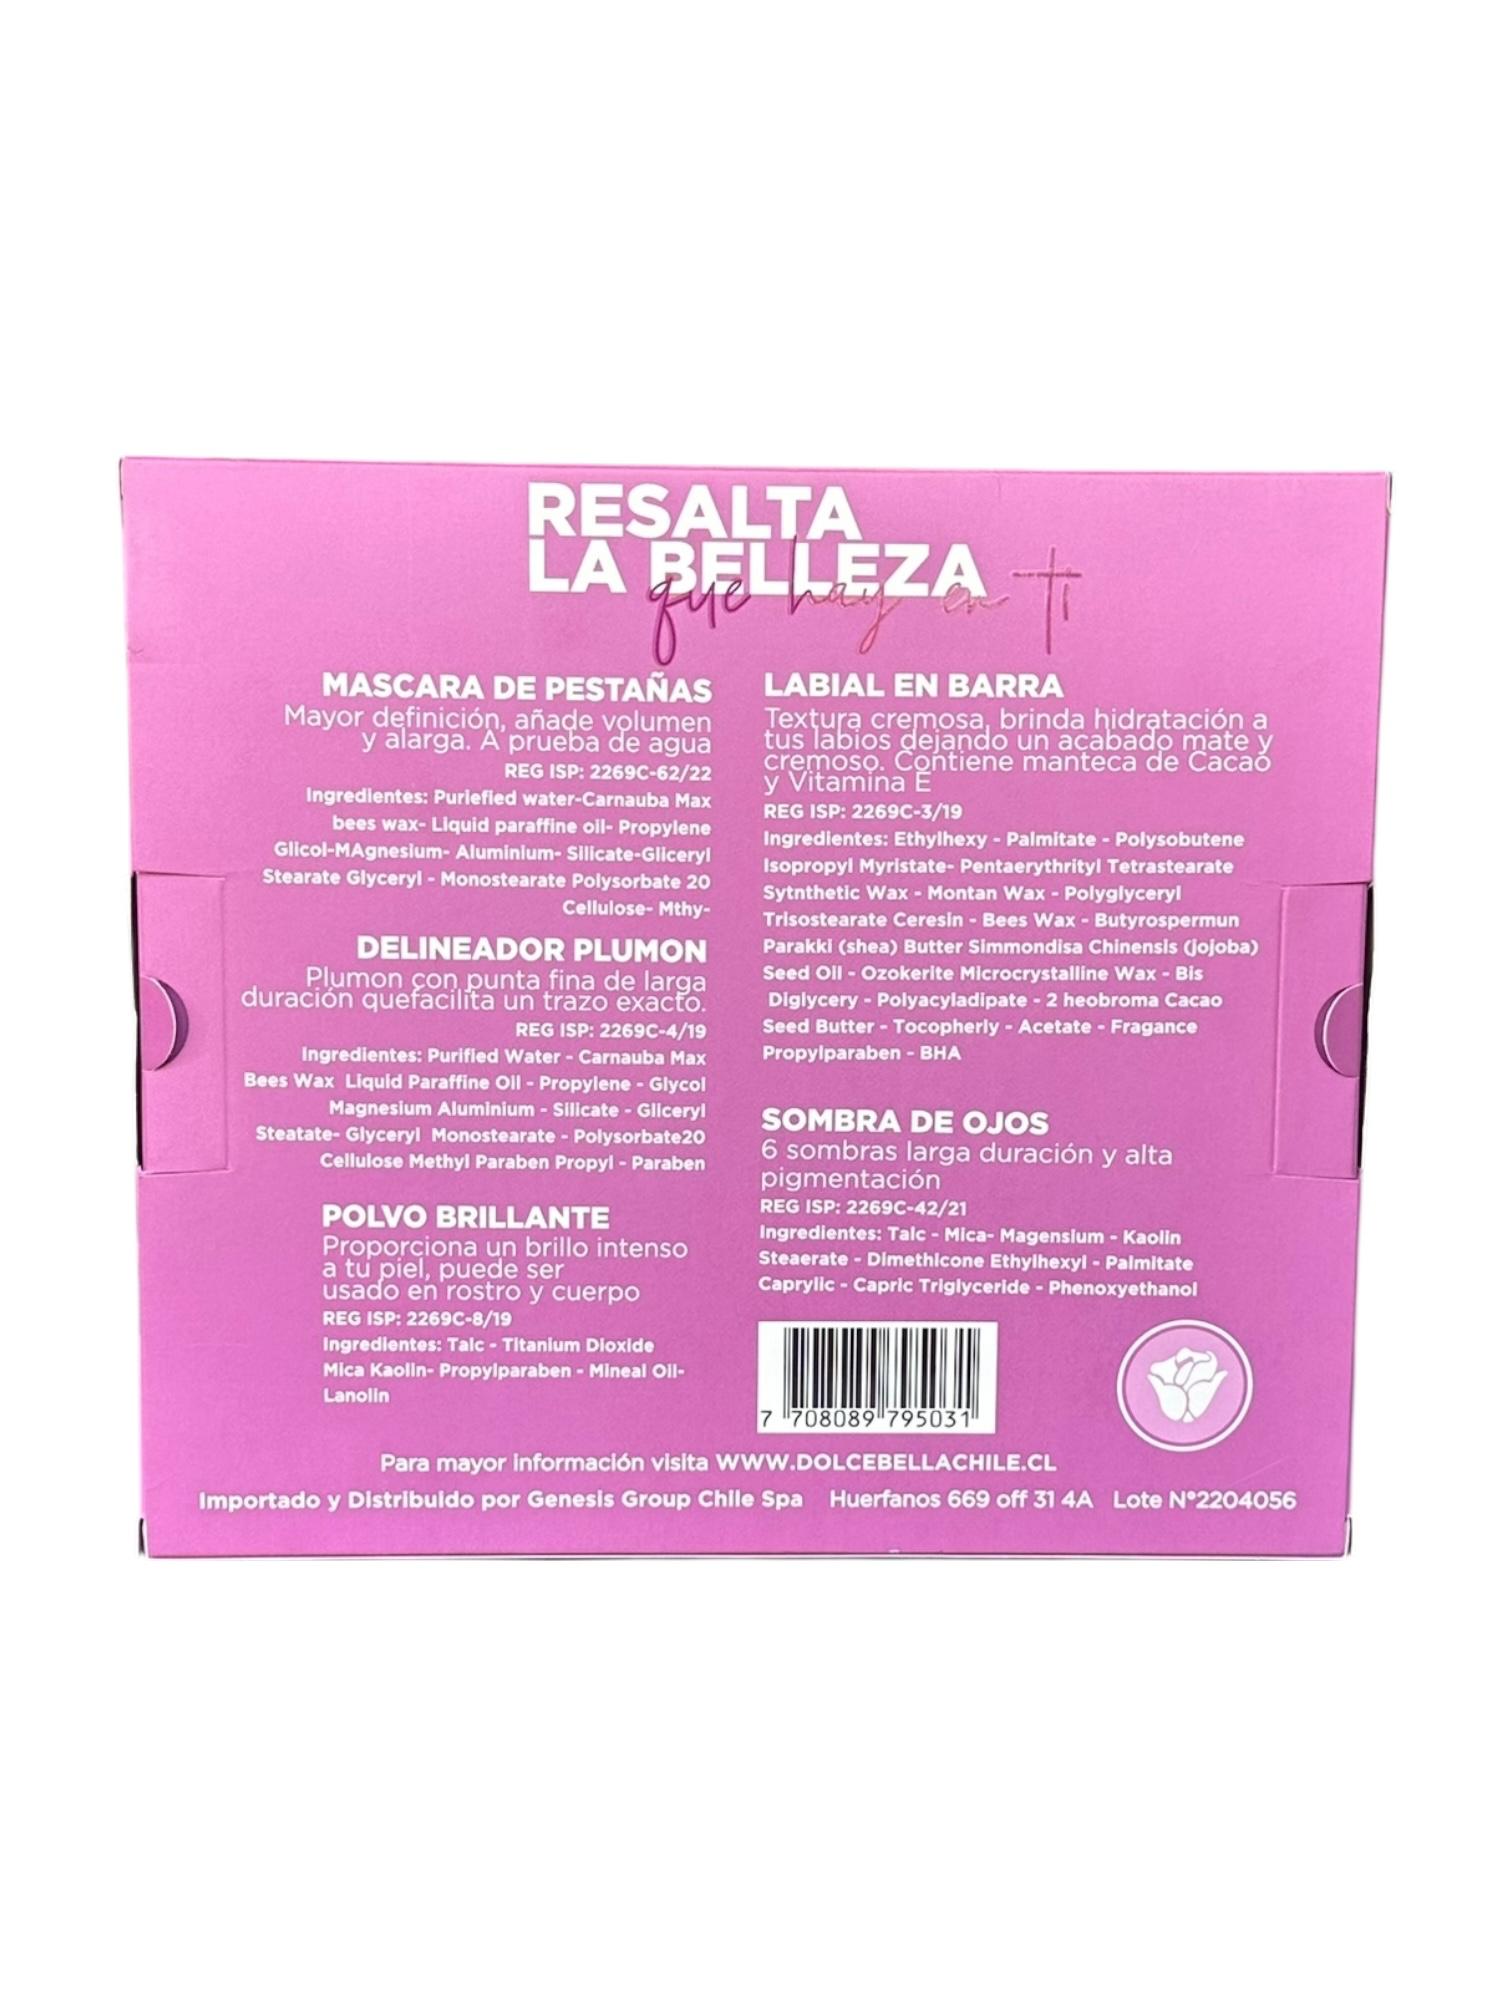 RESALTA
LA BELLEZA
que hay en ti
MASCARA DE PESTAÑAS
Mayor definición, añade volumen
y alarga. A prueba de agua
REG ISP: 2269C-62/22
Ingredientes: Puriefied water-Carnauba Max
bees wax- Liquid paraffine oil- Propylene
Glicol-MAgnesium- Aluminium- Silicate-Gliceryl
Stearate Glyceryl - Monostearate Polysorbate 20
Cellulose- Mthy-
DELINEADOR PLUMON
Plumon con punta fina de larga
duración quefacilita un trazo exacto.
REG ISP: 2269C-4/19
Ingredientes: Purified Water - Carnauba Max
Bees Wax Liquid Paraffine Oil - Propylene - Glycol
Magnesium Aluminium - Silicate - Gliceryl
Steatate- Glyceryl Monostearate - Polysorbate20
Cellulose Methyl Paraben Propyl - Paraben
POLVO BRILLANTE
Proporciona un brillo intenso
a tu piel, puede ser
usado en rostro y cuerpo
REG ISP: 2269C-8/19
Ingredientes: Talc - Titanium Dioxide
Mica Kaolin- Propylparaben - Mineal Oil-
Lanolin
LABIAL EN BARRA
Textura cremosa, brinda hidratación a
tus labios dejando un acabado mate y
cremoso. Contiene manteca de Cacao
y Vitamina E
REG ISP: 2269C-3/19
Ingredientes: Ethylhexy - Palmitate - Polysobutene
Isopropyl Myristate- Pentaerythrityl Tetrastearate
Sytnthetic Wax - Montan Wax - Polyglyceryl
Trisostearate Ceresin - Bees Wax - Butyrospermun
Parakki (shea) Butter Simmondisa Chinensis (jojoba)
Seed Oil - Ozokerite Microcrystalline Wax - Bis
Diglycery - Polyacyladipate - 2 heobroma Cacao
Seed Butter - Tocopherly - Acetate - Fragance
Propylparaben - BHA
SOMBRA DE OJOS
6 sombras larga duración y alta
pigmentación
REG ISP: 2269C-42/21
Ingredientes: Talc - Mica- Magensium - Kaolin
Steaerate - Dimethicone Ethylhexyl - Palmitate
Caprylic - Capric Triglyceride - Phenoxyethanol
7 708089 795031
Para mayor información visita WWW.DOLCEBELLACHILE.CL
Importado y Distribuido por Genesis Group Chile Spa Huerfanos 669 off 31 4A Lote N°2204056